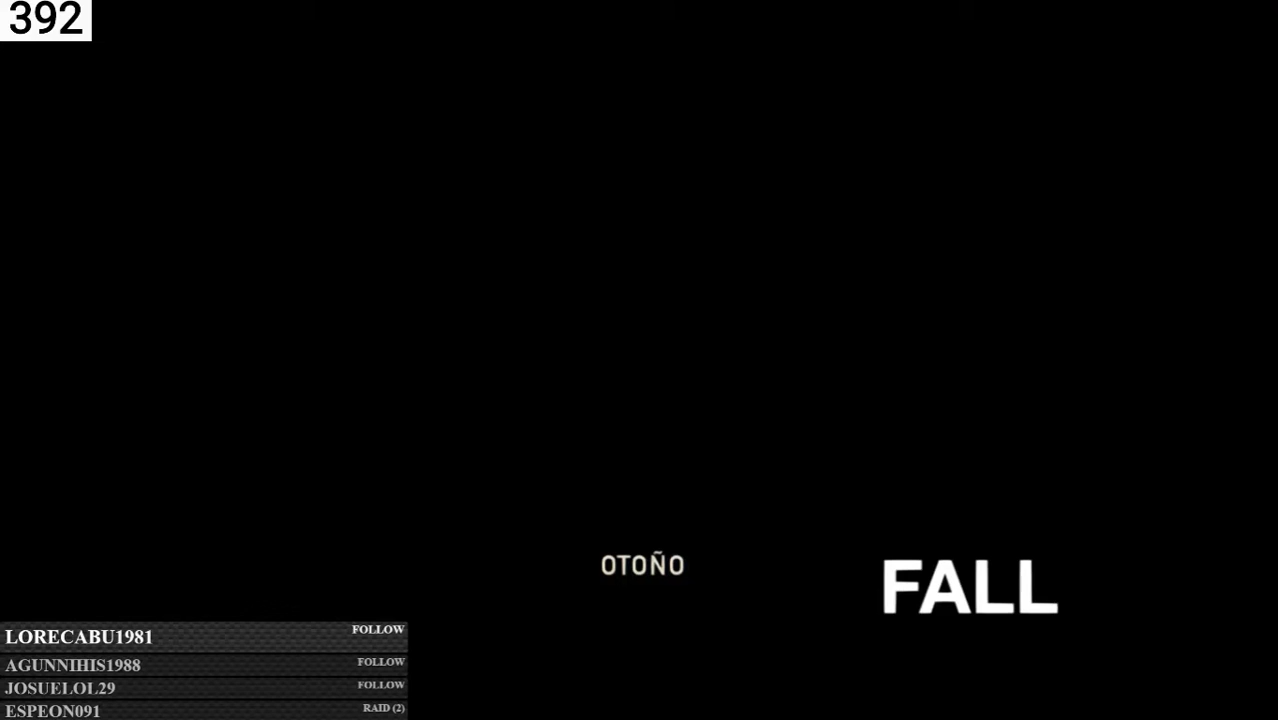 392
OTOÑO
FALL
LORECABU1981 FOLLOW
AGUNNIHIS1988 FOLLOW
JOSUELOL29 FOLLOW
ESPEON091 RAID (2)